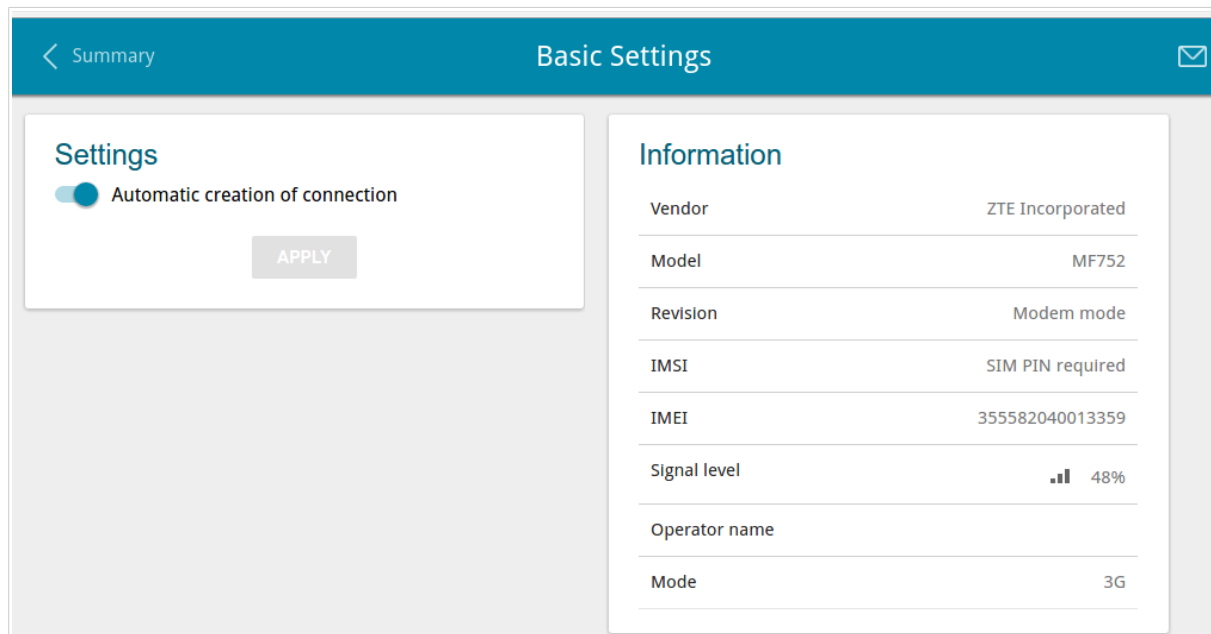 Summary
Basic Settings
Settings
Automatic creation of connection
APPLY
Information
Vendor ZTE Incorporated
Model MF752
Revision Modem mode
IMSI SIM PIN required
IMEI 355582040013359
Signal level 48%
Operator name
Mode 3G